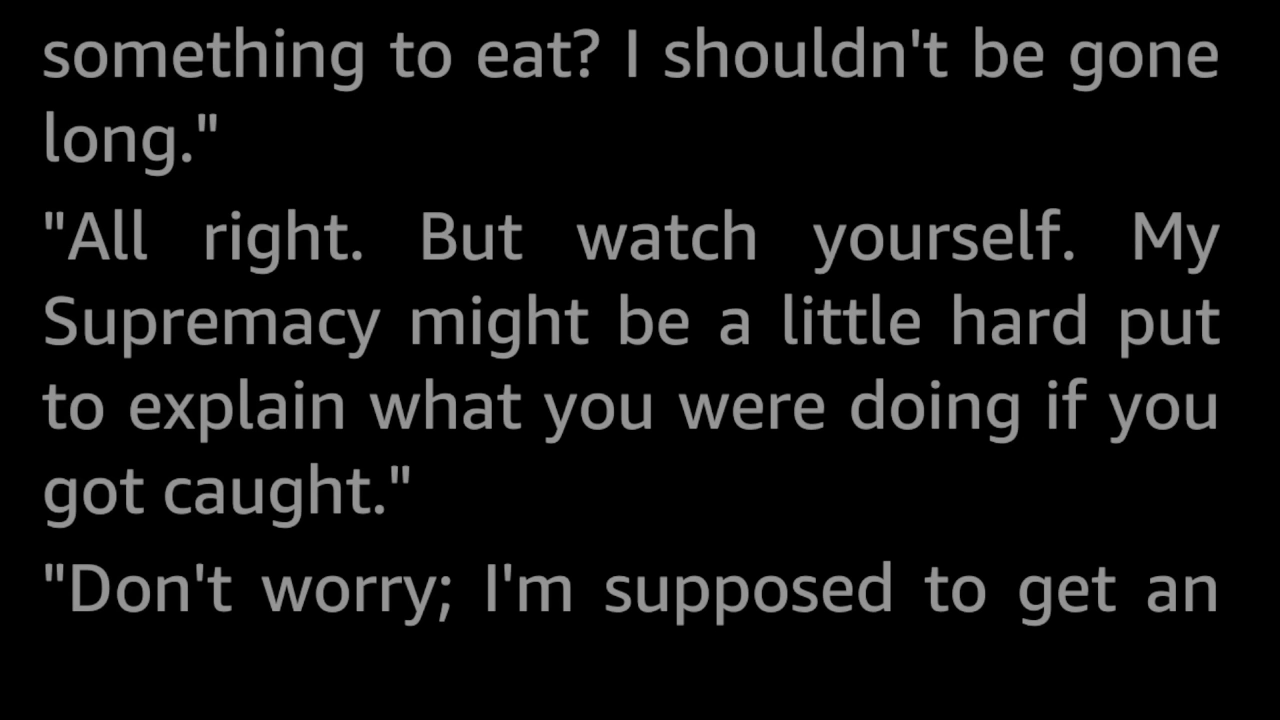 something to eat? I shouldn't be gone
long."
"All right. But watch yourself. My
Supremacy might be a little hard put
to explain what you were doing if you
got caught."
"Don't worry; I'm supposed to get an